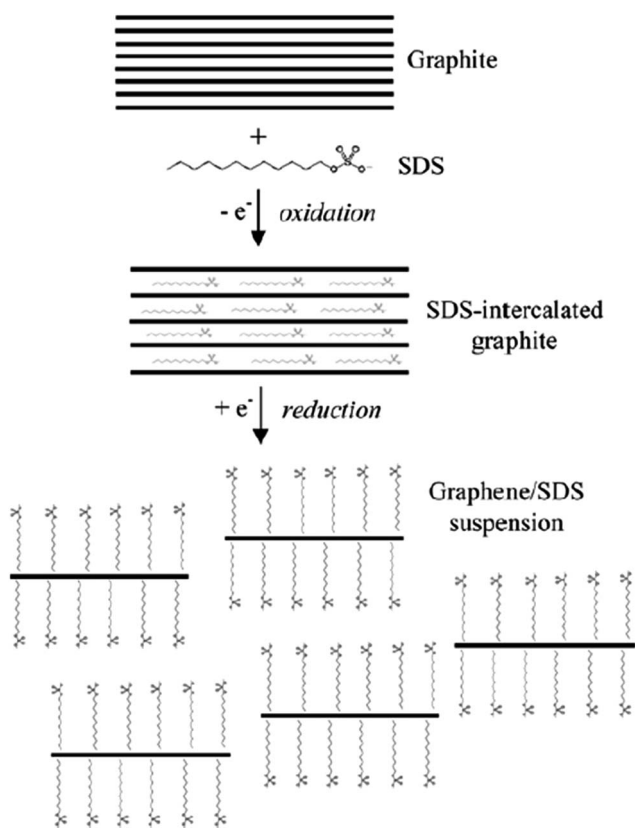 Graphite
+
SDS
- e⁻ oxidation
SDS-intercalated
graphite
+ e⁻ reduction
Graphene/SDS
suspension